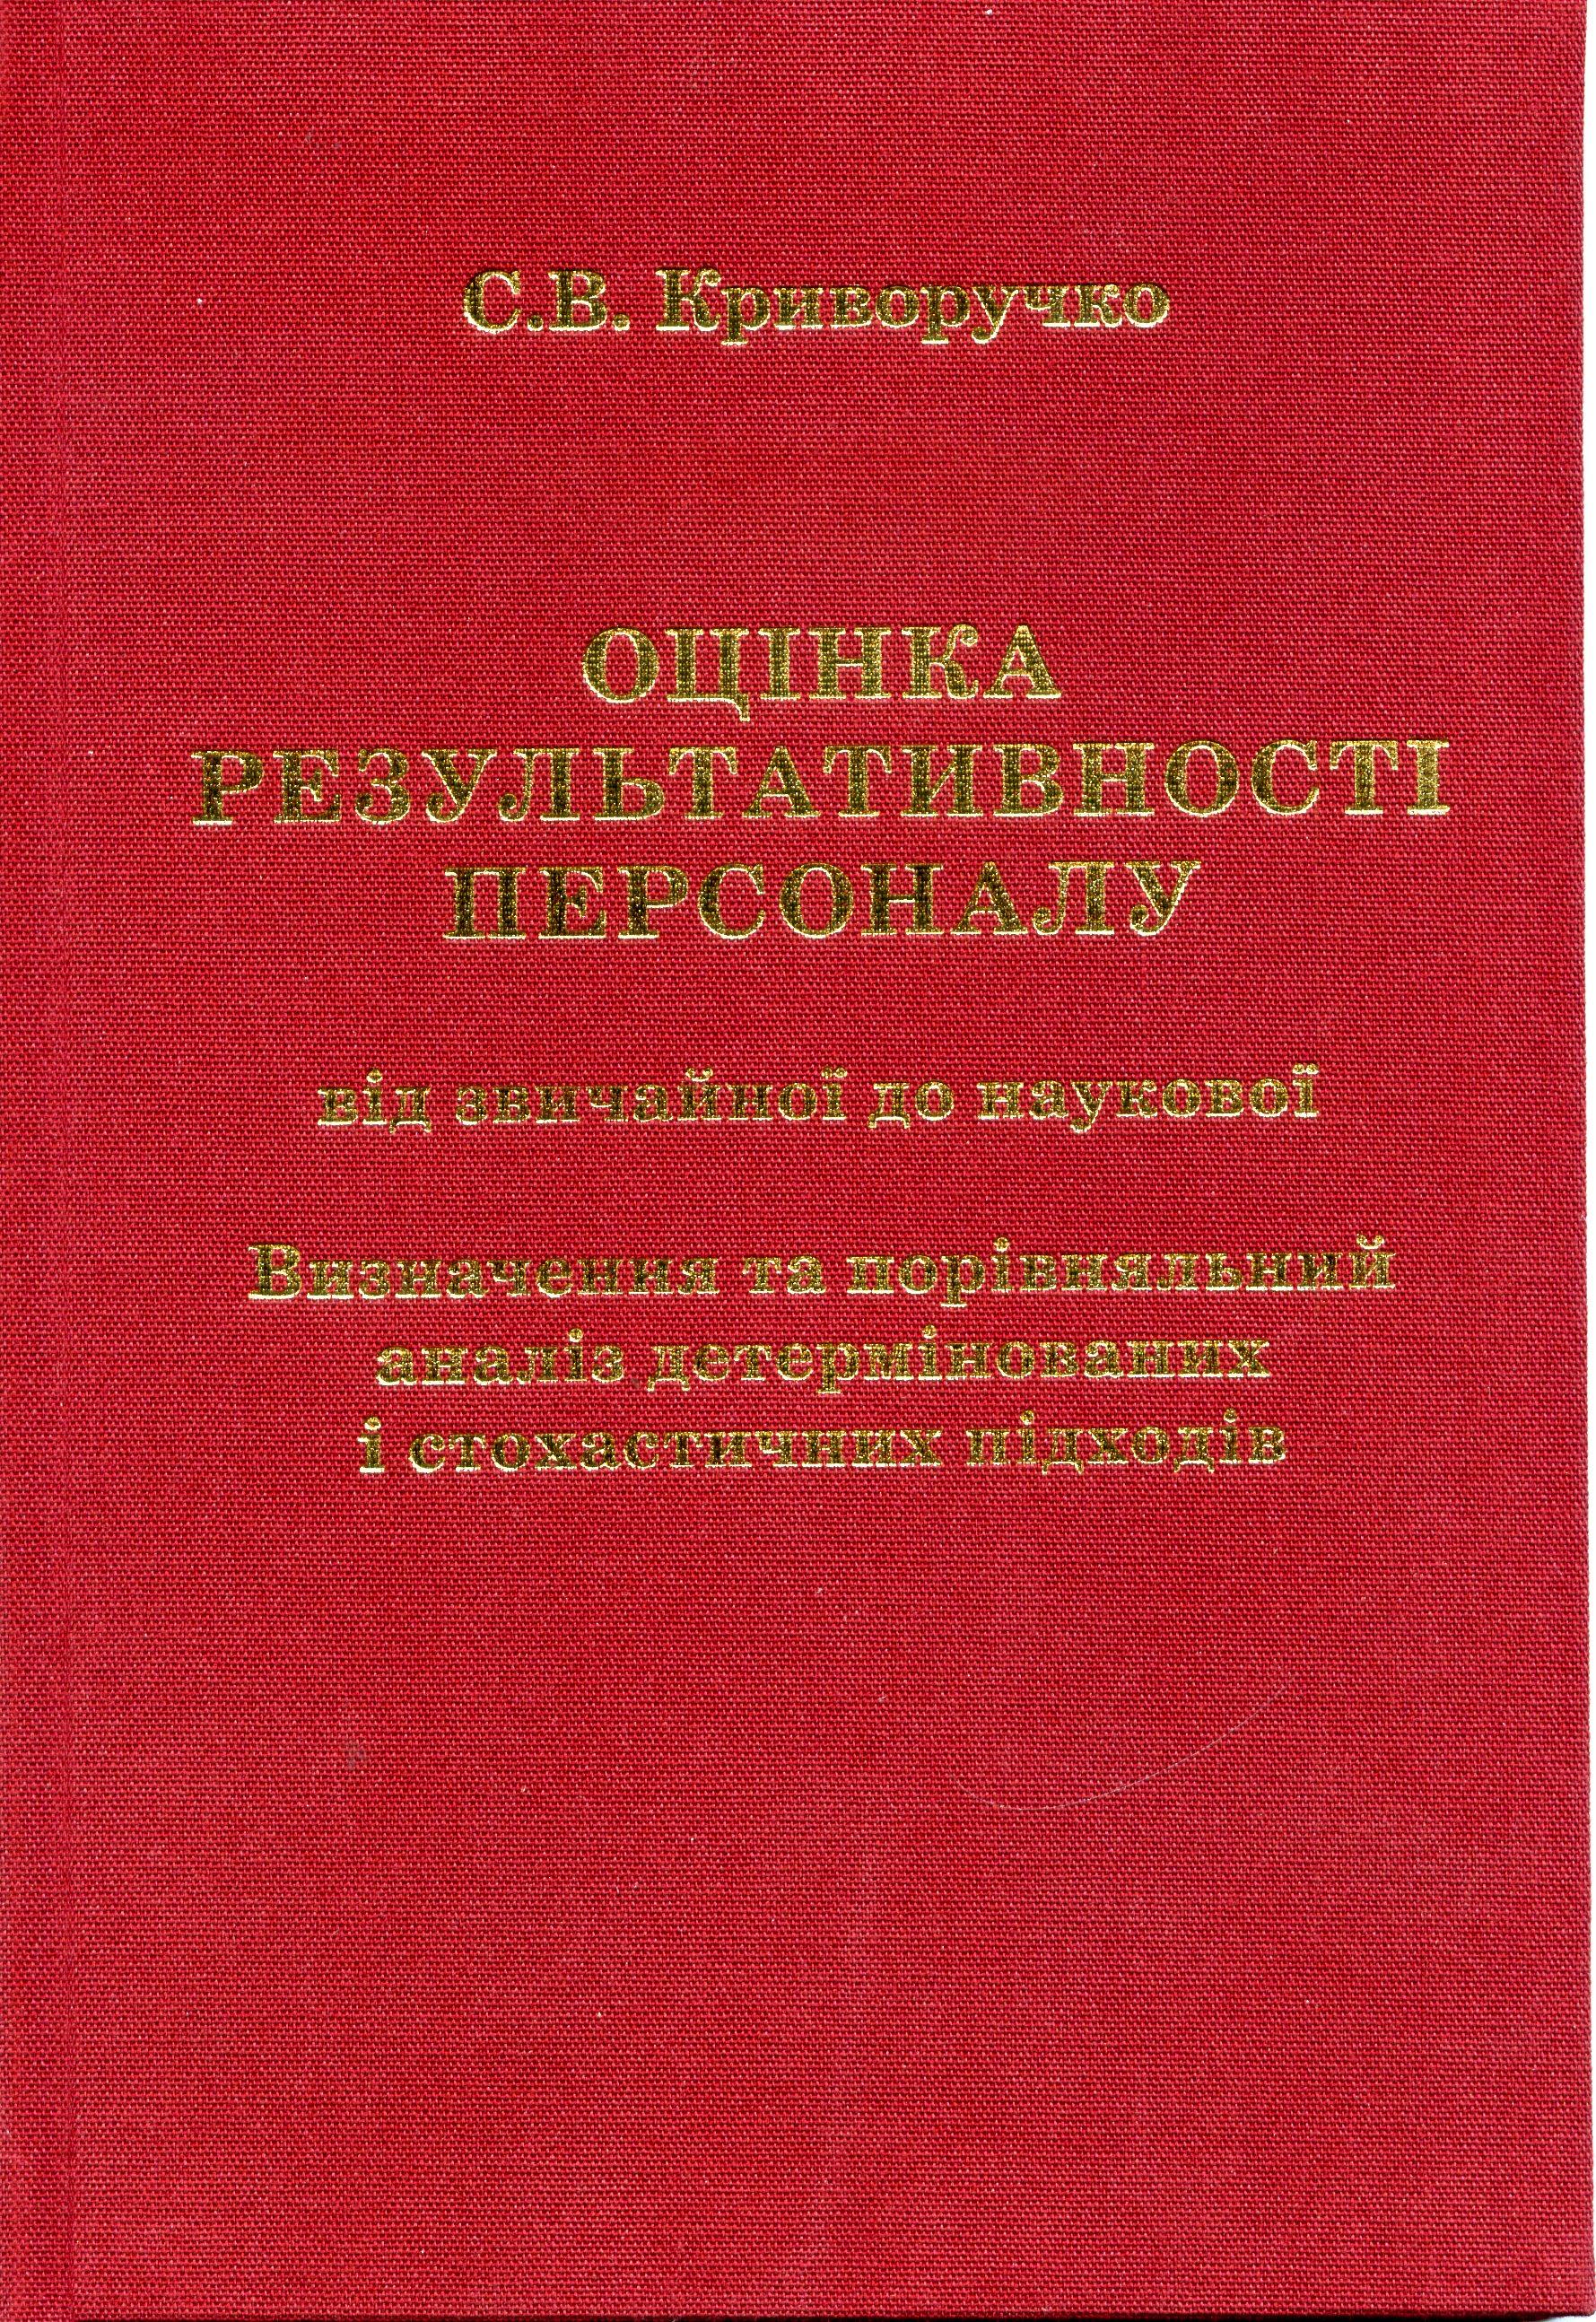 С.В. Криворучко
ОЦІНКА
РЕЗУЛЬТАТИВНОСТІ
ПЕРСОНАЛУ
від звичайної до наукової
Визначення та порівняльний
аналіз детермінованих
і стохастичних підходів